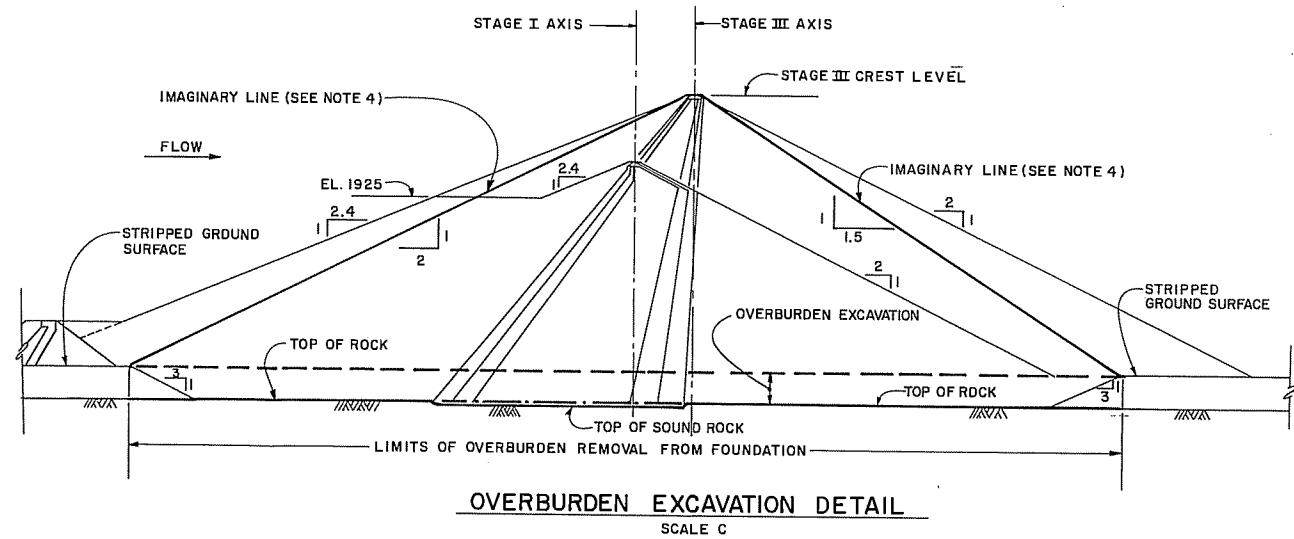 STAGE I AXIS
STAGE III AXIS
STAGE III CREST LEVEL
IMAGINARY LINE (SEE NOTE 4)
FLOW
EL. 1925
2.4
1
IMAGINARY LINE (SEE NOTE 4)
2.4
1
2
1
1
1.5
STRIPPED GROUND
SURFACE
1
2
2
1
STRIPPED
GROUND SURFACE
OVERBURDEN EXCAVATION
TOP OF ROCK
3
1
TOP OF ROCK
1
3
TOP OF SOUND ROCK
LIMITS OF OVERBURDEN REMOVAL FROM FOUNDATION
OVERBURDEN EXCAVATION DETAIL
SCALE C